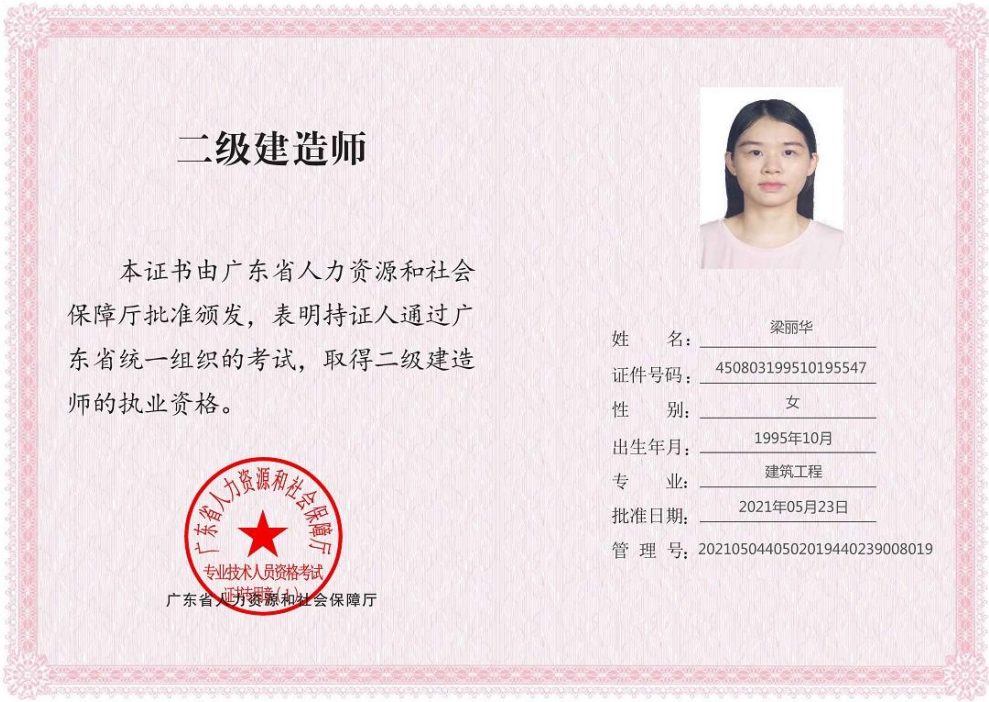 二级建造师
本证书由广东省人力资源和社会
保障厅批准颁发，表明持证人通过广
东省统一组织的考试，取得二级建造
师的执业资格。
广东省人力资源和社会保障厅
专业技术人员资格考试
证书专用章(1)
广东省人力资源和社会保障厅
姓 名：梁丽华
证件号码：450803199510195547
性 别：女
出生年月：1995年10月
专 业：建筑工程
批准日期：2021年05月23日
管 理 号：2021050440502019440239008019